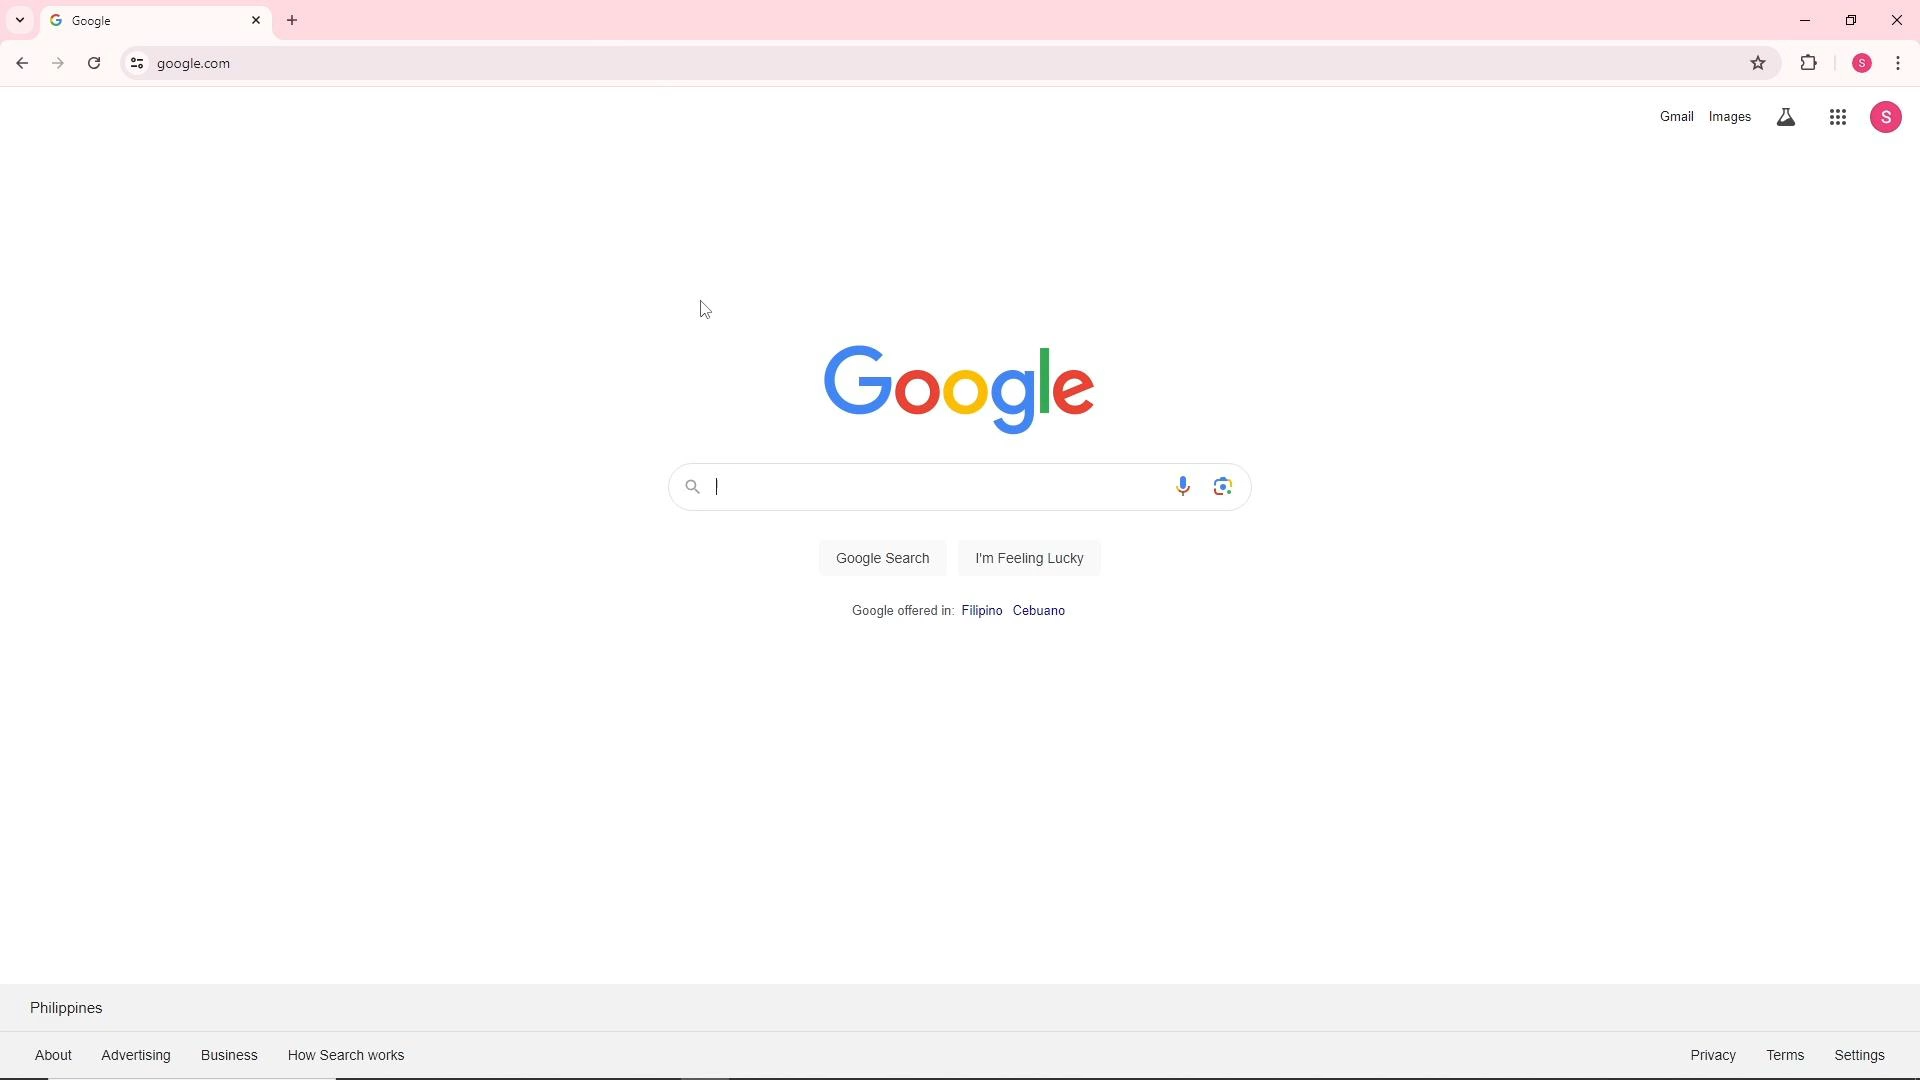 Google
google.com
S
Gmail Images
S
Google
Google Search I'm Feeling Lucky
Google offered in: Filipino Cebuano
Philippines
About Advertising Business How Search works Privacy Terms Settings